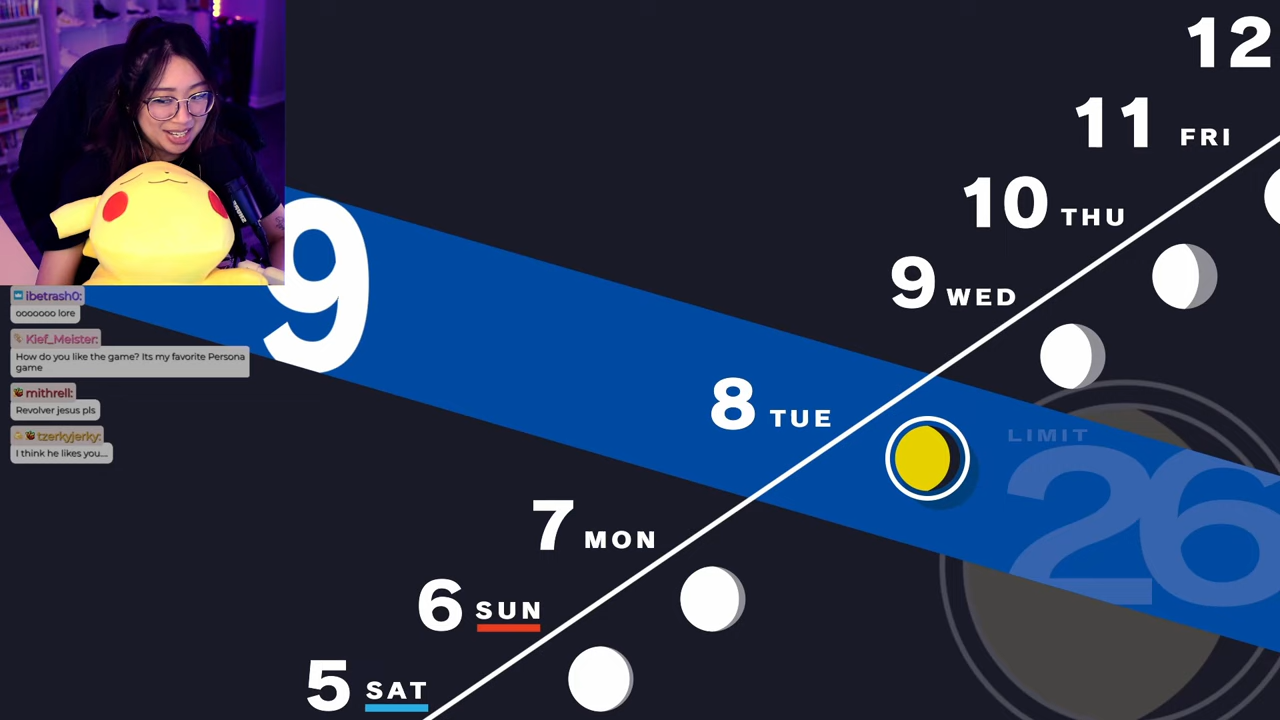 12
11 FRI
10 THU
9 WED
9
8 TUE
LIMIT
26
7 MON
6 SUN
5 SAT
ibetrash0:
ooooooo lore
Kief_Meister:
How do you like the game? Its my favorite Persona
game
mithrell:
Revolver jesus pls
tzerkyjerky:
I think he likes you....